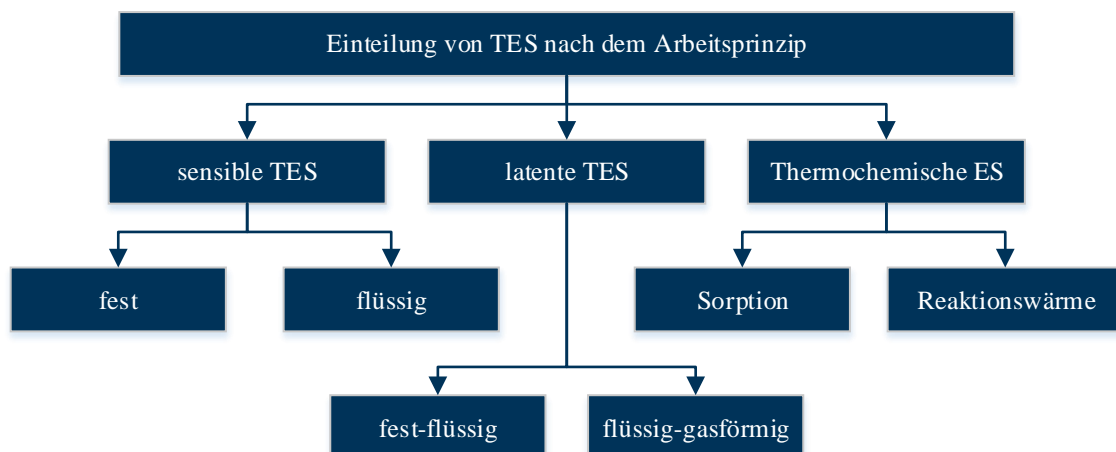 Einteilung von TES nach dem Arbeitsprinzip
sensible TES
latente TES
Thermochemische ES
fest
flüssig
Sorption
Reaktionswärme
fest-flüssig
flüssig-gasförmig